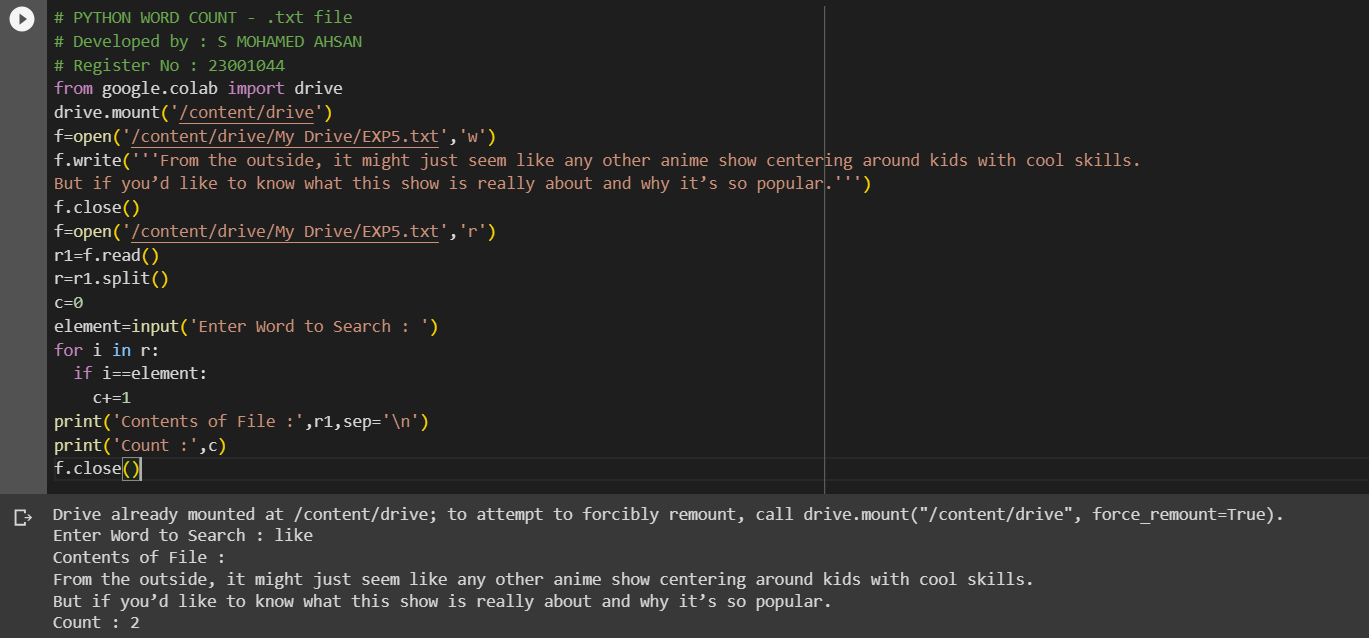 # PYTHON WORD COUNT - .txt file
# Developed by : S MOHAMED AHSAN
# Register No : 23001044
from google.colab import drive
drive.mount('/content/drive')
f=open('/content/drive/My Drive/EXP5.txt','w')
f.write('''From the outside, it might just seem like any other anime show centering around kids with cool skills.
But if you’d like to know what this show is really about and why it’s so popular.''')
f.close()
f=open('/content/drive/My Drive/EXP5.txt','r')
r1=f.read()
r=r1.split()
c=0
element=input('Enter Word to Search : ')
for i in r:
  if i==element:
    c+=1
print('Contents of File :',r1,sep='\n')
print('Count :',c)
f.close()
Drive already mounted at /content/drive; to attempt to forcibly remount, call drive.mount("/content/drive", force_remount=True).
Enter Word to Search : like
Contents of File :
From the outside, it might just seem like any other anime show centering around kids with cool skills.
But if you’d like to know what this show is really about and why it’s so popular.
Count : 2